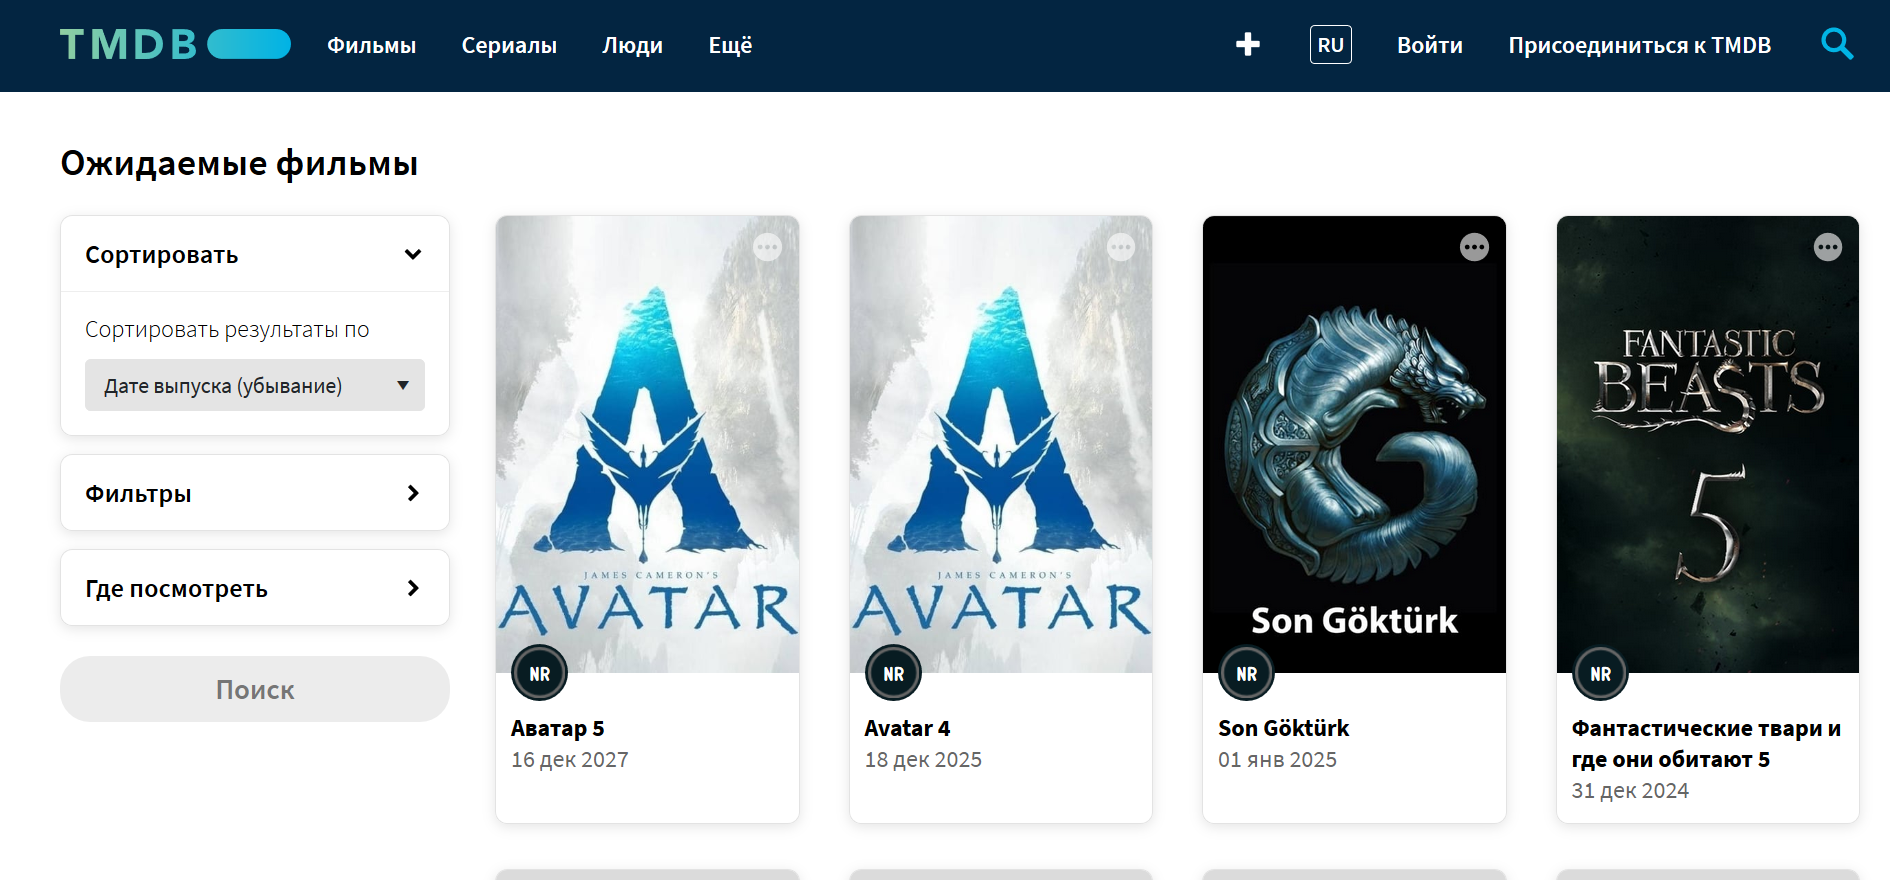 TMDB Фильмы Сериалы Люди Ещё RU Войти Присоединиться к TMDB
Ожидаемые фильмы
Сортировать
Сортировать результаты по
Дате выпуска (убывание)
Фильтры
Где посмотреть
Поиск
JAMES CAMERON'S
AVATAR
NR
Аватар 5
16 дек 2027
JAMES CAMERON'S
AVATAR
NR
Avatar 4
18 дек 2025
Son Göktürk
NR
Son Göktürk
01 янв 2025
FANTASTIC
BEASTS
5
NR
Фантастические твари и
где они обитают 5
31 дек 2024